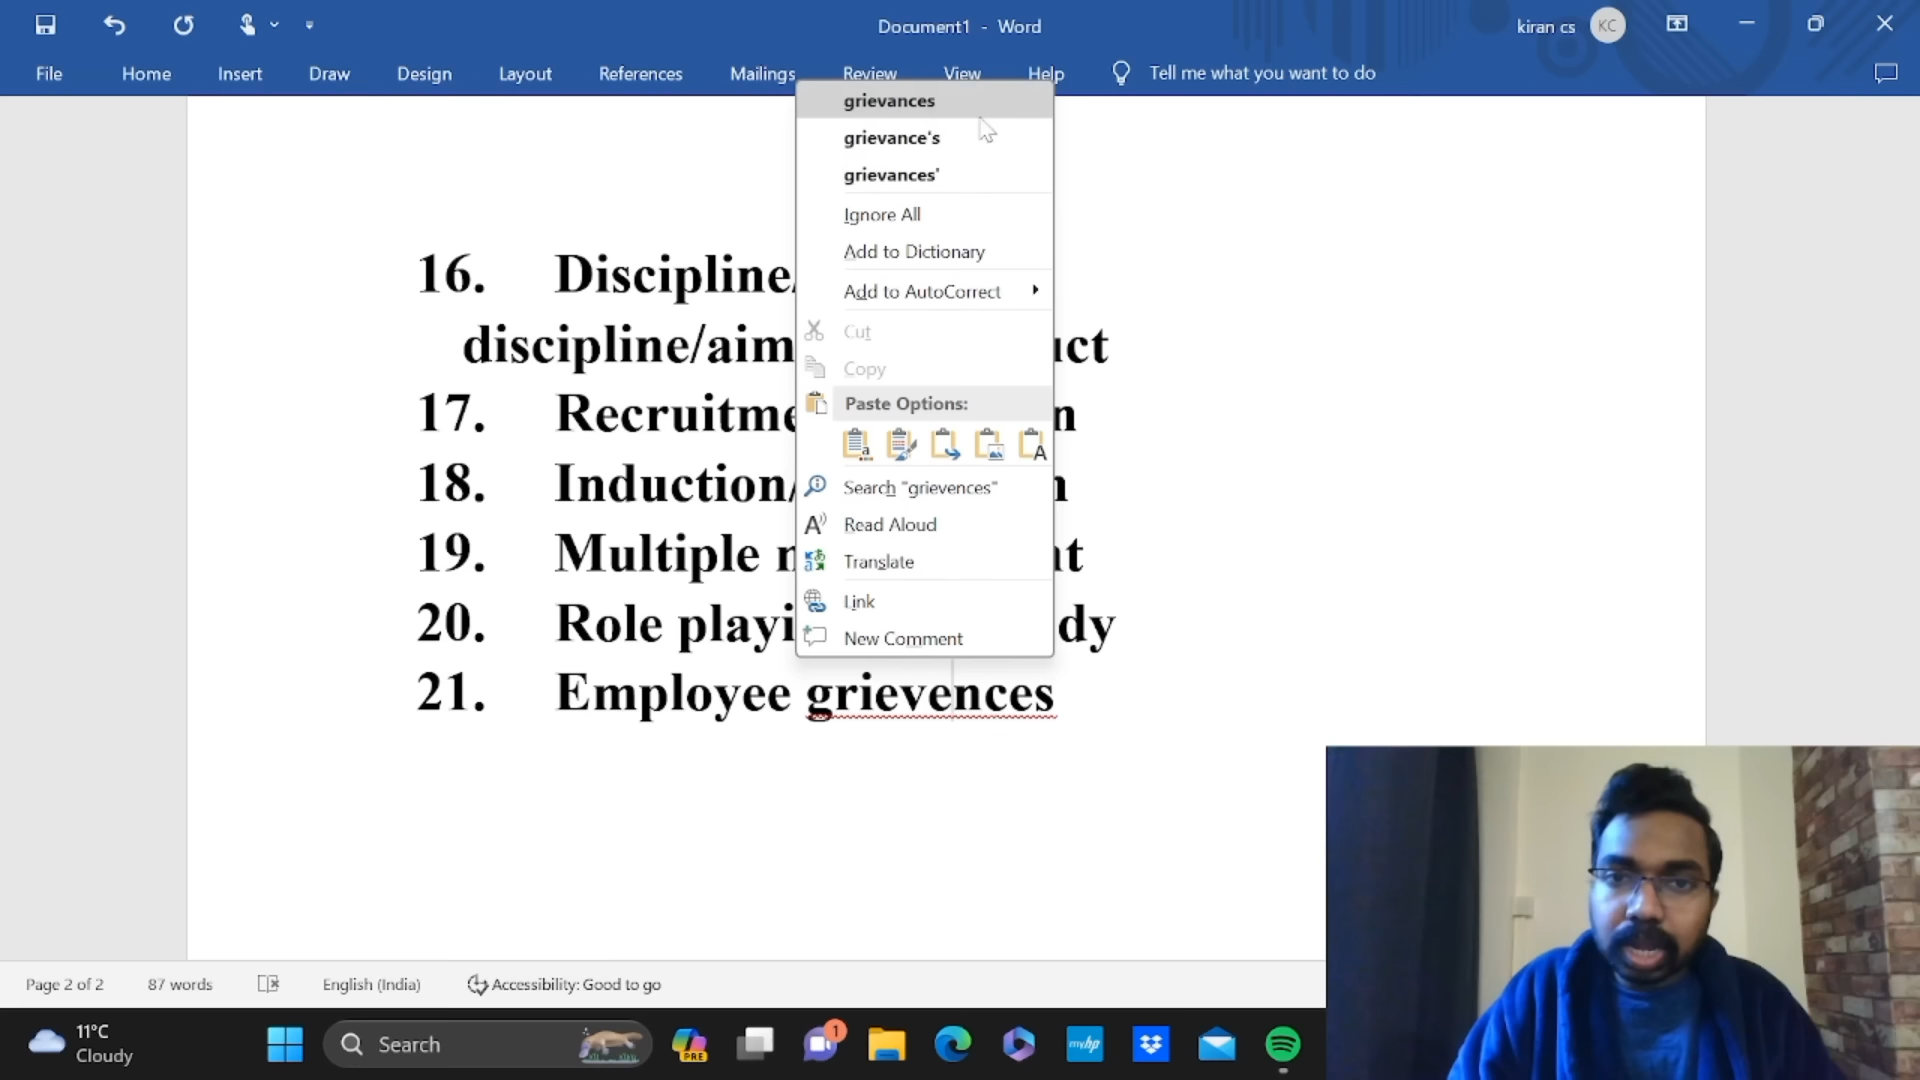 Document1 - Word
kiran cs
KC
File
Home
Insert
Draw
Design
Layout
References
Mailings
Review
View
Help
Tell me what you want to do
grievances
grievance's
grievances'
Ignore All
Add to Dictionary
Add to AutoCorrect
Cut
Copy
Paste Options:
Search "grievences"
Read Aloud
Translate
Link
New Comment
16. Discipline/
discipline/aim
17. Recruitme
18. Induction/
19. Multiple
20. Role playi
21. Employee grievences
Page 2 of 2
87 words
English (India)
Accessibility: Good to go
11°C
Cloudy
Search
PRE
1
myhp